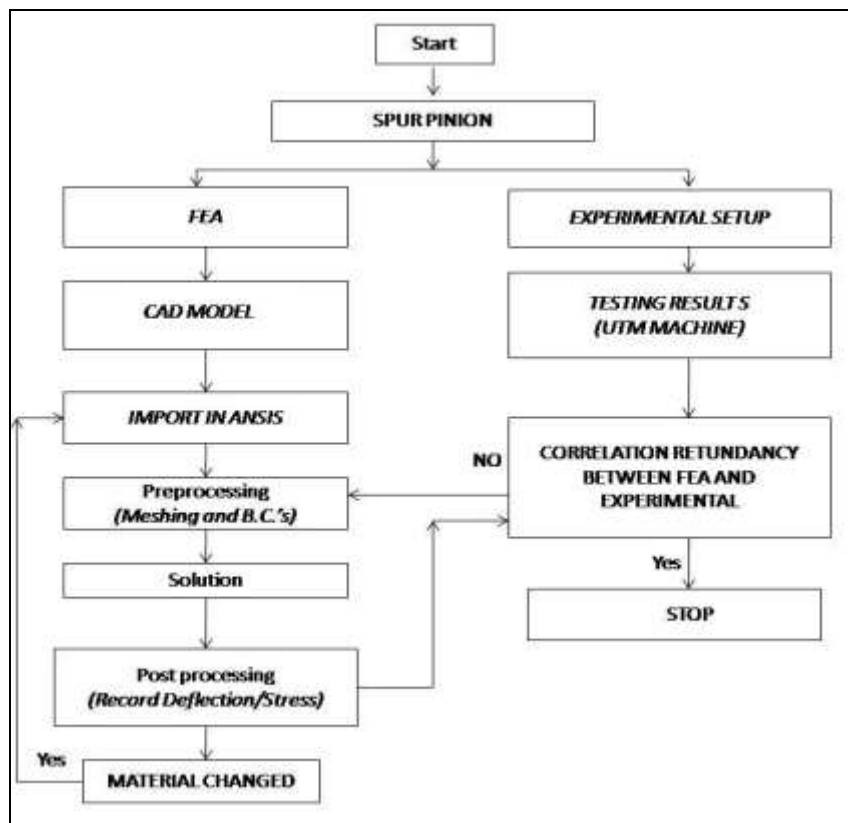 Start
SPUR PINION
FEA
CAD MODEL
IMPORT IN ANSIS
Preprocessing
(Meshing and B.C.'s)
Solution
Post processing
(Record Deflection/Stress)
Yes
MATERIAL CHANGED
EXPERIMENTAL SETUP
TESTING RESULTS
(UTM MACHINE)
NO
CORRELATION RETUNDANCY
BETWEEN FEA AND
EXPERIMENTAL
Yes
STOP